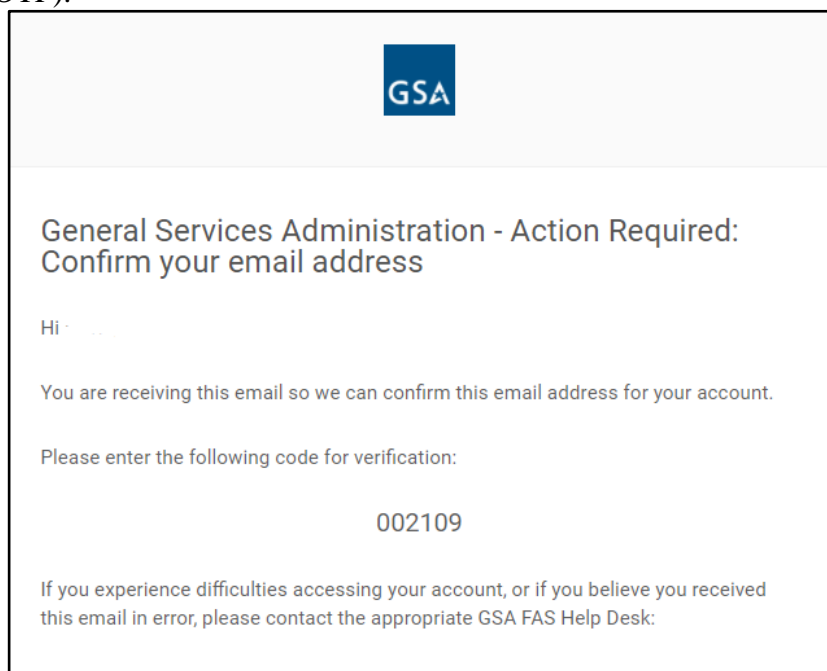 GSA
General Services Administration - Action Required:
Confirm your email address
Hi
You are receiving this email so we can confirm this email address for your account.
Please enter the following code for verification:
002109
If you experience difficulties accessing your account, or if you believe you received
this email in error, please contact the appropriate GSA FAS Help Desk: